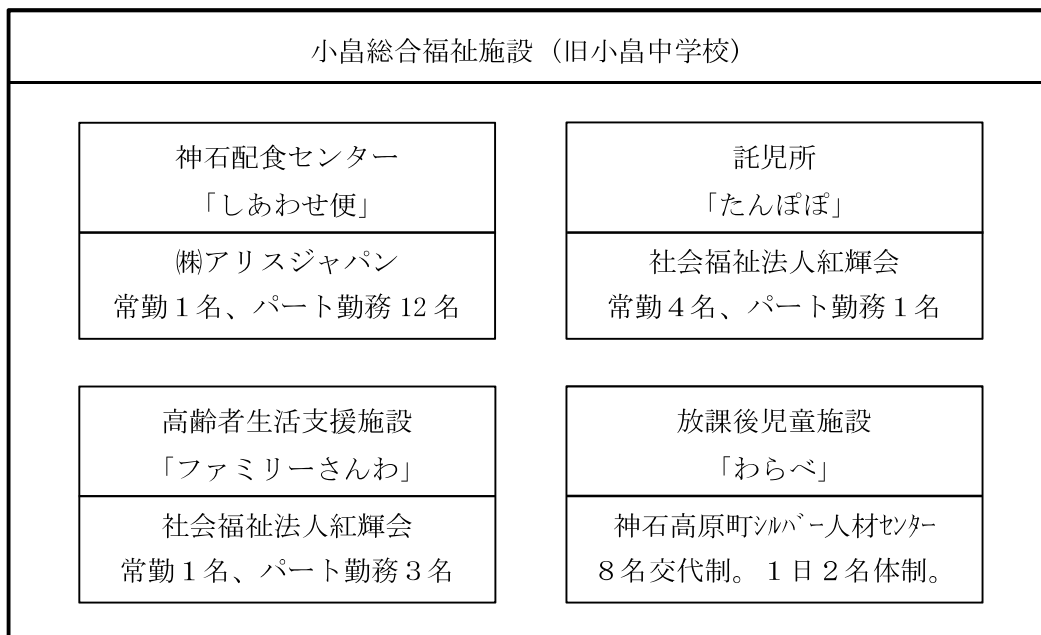 小畠総合福祉施設（旧小畠中学校）
神石配食センター
「しあわせ便」
㈱アリスジャパン
常勤１名、パート勤務 12 名
託児所
「たんぽぽ」
社会福祉法人紅輝会
常勤４名、パート勤務１名
高齢者生活支援施設
「ファミリーさんわ」
社会福祉法人紅輝会
常勤１名、パート勤務３名
放課後児童施設
「わらべ」
神石高原町ｼﾙﾊﾞｰ人材ｾﾝﾀｰ
８名交代制。１日２名体制。